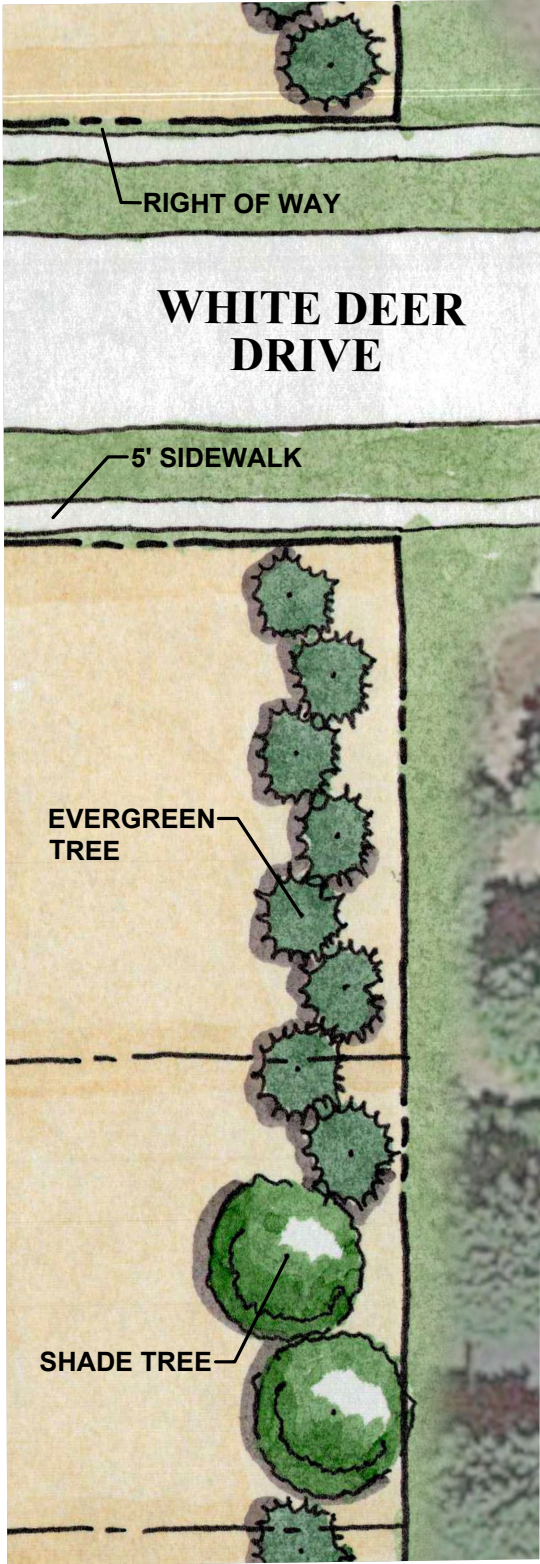 RIGHT OF WAY
WHITE DEER
DRIVE
5' SIDEWALK
EVERGREEN
TREE
SHADE TREE